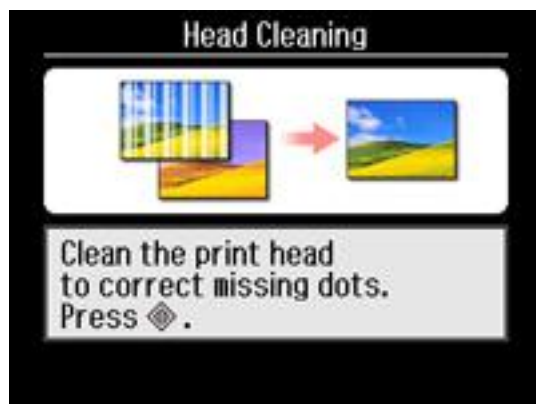 Head Cleaning
Clean the print head
to correct missing dots.
Press ◈.